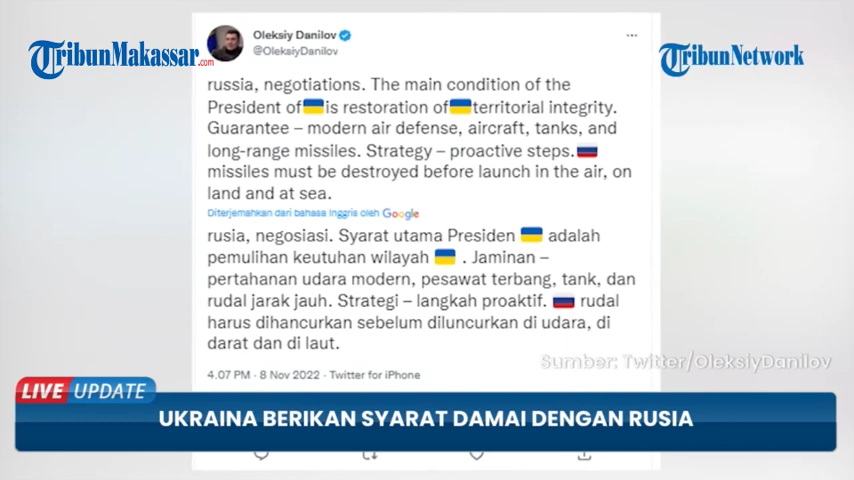 TribunMakassar.com
TribunNetwork
Oleksiy Danilov
@OleksiyDanilov
russia, negotiations. The main condition of the
President of🇺🇦is restoration of🇺🇦territorial integrity.
Guarantee – modern air defense, aircraft, tanks, and
long-range missiles. Strategy – proactive steps.🇷🇺
missiles must be destroyed before launch in the air, on
land and at sea.
Diterjemahkan dari bahasa Inggris oleh Google
rusia, negosiasi. Syarat utama Presiden 🇺🇦 adalah
pemulihan keutuhan wilayah 🇺🇦 . Jaminan –
pertahanan udara modern, pesawat terbang, tank, dan
rudal jarak jauh. Strategi – langkah proaktif. 🇷🇺 rudal
harus dihancurkan sebelum diluncurkan di udara, di
darat dan di laut.
Sumber: Twitter/OleksiyDanilov
4.07 PM · 8 Nov 2022 · Twitter for iPhone
LIVE UPDATE
UKRAINA BERIKAN SYARAT DAMAI DENGAN RUSIA